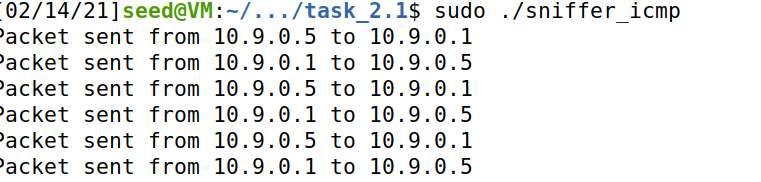 [02/14/21]seed@VM:~/.../task_2.1$ sudo ./sniffer_icmp
Packet sent from 10.9.0.5 to 10.9.0.1
Packet sent from 10.9.0.1 to 10.9.0.5
Packet sent from 10.9.0.5 to 10.9.0.1
Packet sent from 10.9.0.1 to 10.9.0.5
Packet sent from 10.9.0.5 to 10.9.0.1
Packet sent from 10.9.0.1 to 10.9.0.5